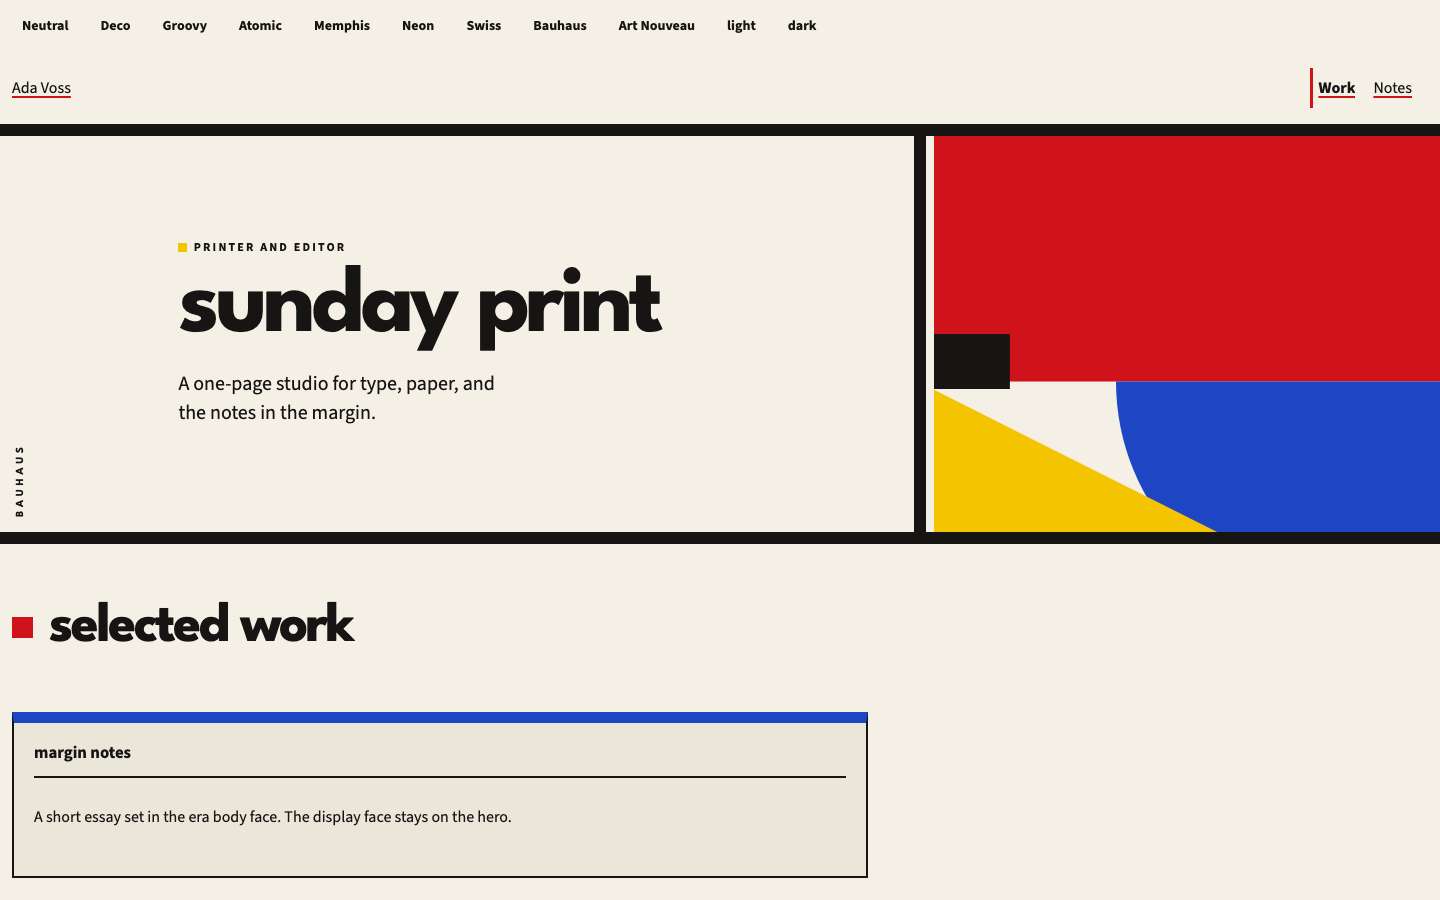 Neutral Deco Groovy Atomic Memphis Neon Swiss Bauhaus Art Nouveau light dark
Ada Voss
Work Notes
PRINTER AND EDITOR
sunday print
A one-page studio for type, paper, and
the notes in the margin.
BAUHAUS
selected work
margin notes
A short essay set in the era body face. The display face stays on the hero.